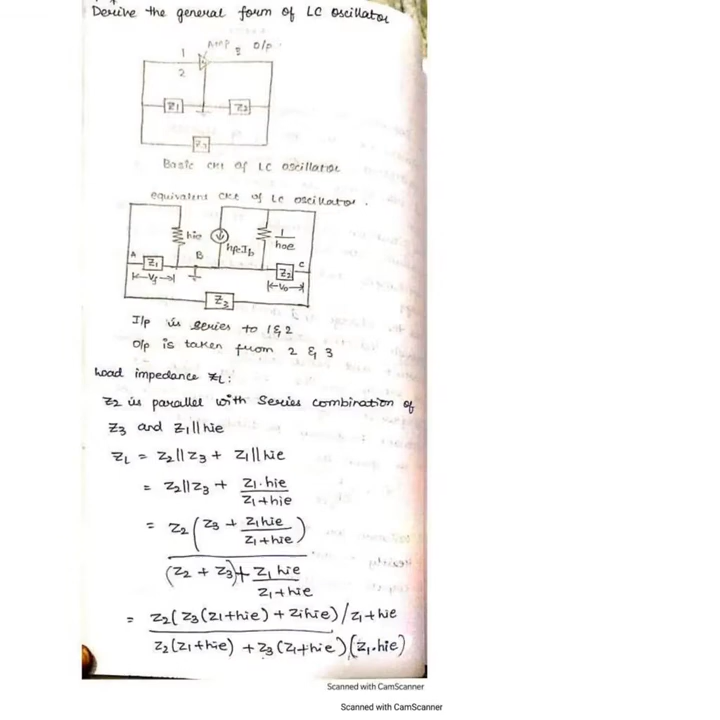 Derive the general form of LC Oscillator
AMP 3 O/p.
1
2
Z1 Z2
Z3
Basic ckt of LC oscillator
equivalent ckt of LC oscillator.
hie hfeIb 1/hoe
A B C
Z1 Z2
Vf Vo
Z3
I/p is series to 1 & 2
O/p is taken from 2 & 3
Load impedance ZL:
Z2 is parallel with Series combination of
Z3 and Z1||hie
ZL = Z2||Z3 + Z1||hie
= Z2||Z3 + Z1.hie
Z1+hie
= Z2(Z3 + Z1hie
Z1+hie)
(Z2 + Z3)+ Z1 hie
Z1+hie
= Z2(Z3(Z1+hie)+Z1hie)/Z1+hie
Z2(Z1+hie) +Z3(Z1+hie)(Z1.hie)
Scanned with CamScanner
Scanned with CamScanner